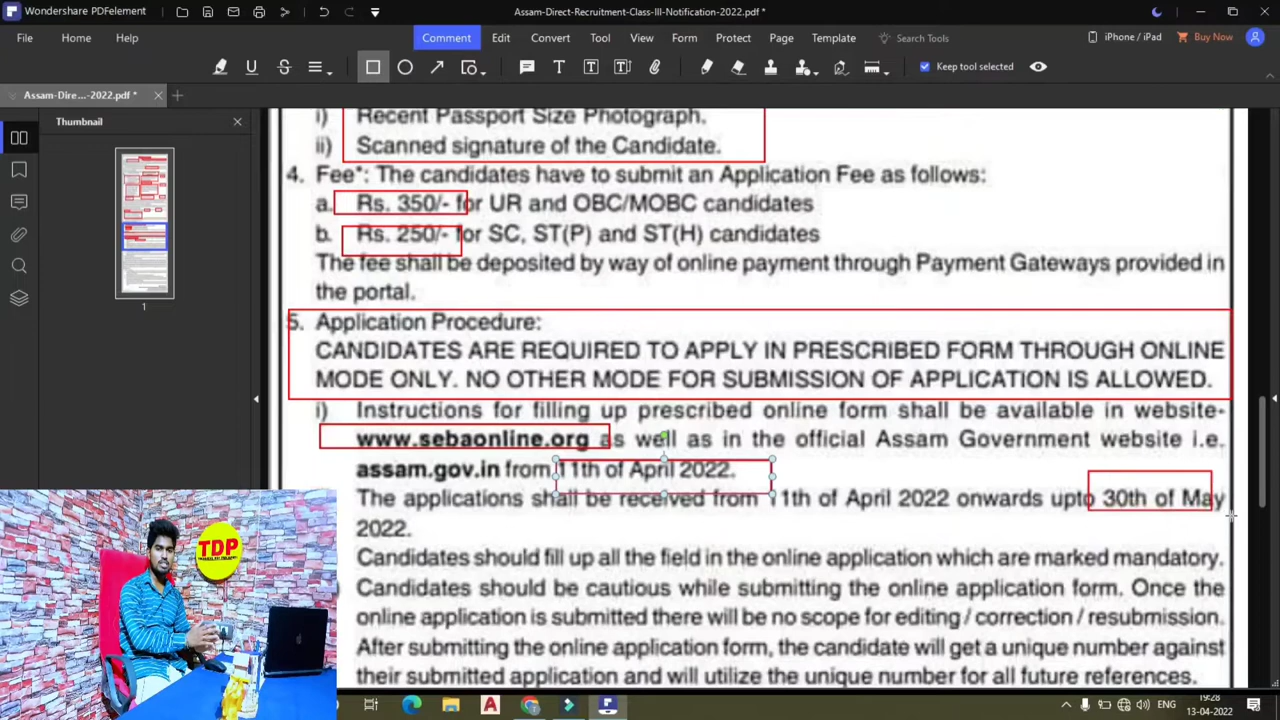 Wondershare PDFelement
Assam-Direct-Recruitment-Class-III-Notification-2022.pdf *
File Home Help Comment Edit Convert Tool View Form Protect Page Template Search Tools iPhone / iPad Buy Now
Keep tool selected
Assam-Dire...-2022.pdf *
Thumbnail
1
i) Recent Passport Size Photograph.
ii) Scanned signature of the Candidate.
4. Fee*: The candidates have to submit an Application Fee as follows:
a. Rs. 350/- for UR and OBC/MOBC candidates
b. Rs. 250/- for SC, ST(P) and ST(H) candidates
The fee shall be deposited by way of online payment through Payment Gateways provided in
the portal.
5. Application Procedure:
CANDIDATES ARE REQUIRED TO APPLY IN PRESCRIBED FORM THROUGH ONLINE
MODE ONLY. NO OTHER MODE FOR SUBMISSION OF APPLICATION IS ALLOWED.
i) Instructions for filling up prescribed online form shall be available in website-
www.sebaonline.org as well as in the official Assam Government website i.e.
assam.gov.in from 11th of April 2022.
The applications shall be received from 11th of April 2022 onwards upto 30th of May
2022.
Candidates should fill up all the field in the online application which are marked mandatory.
Candidates should be cautious while submitting the online application form. Once the
online application is submitted there will be no scope for editing / correction / resubmission.
After submitting the online application form, the candidate will get a unique number against
their submitted application and will utilize the unique number for all future references.
TDP
ENG
19:28
13-04-2022